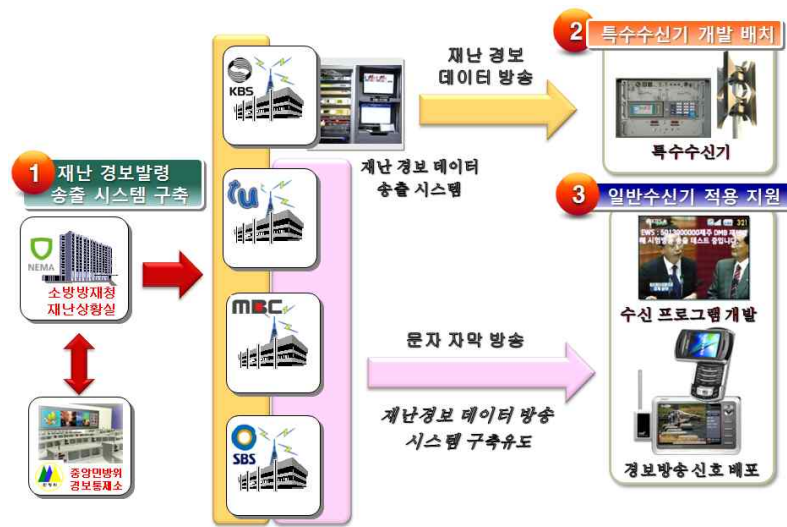 1 재난 경보발령
송출 시스템 구축
NEMA
소방방재청
재난상황실
중앙민방위
경보통제소
KBS
tu
MBC
SBS
재난 경보 데이터
송출 시스템
재난 경보
데이터 방송
문자 자막 방송
재난경보 데이터 방송
시스템 구축유도
2 특수수신기 개발 배치
특수수신기
3 일반수신기 적용 지원
수신 프로그램 개발
경보방송 신호 배포